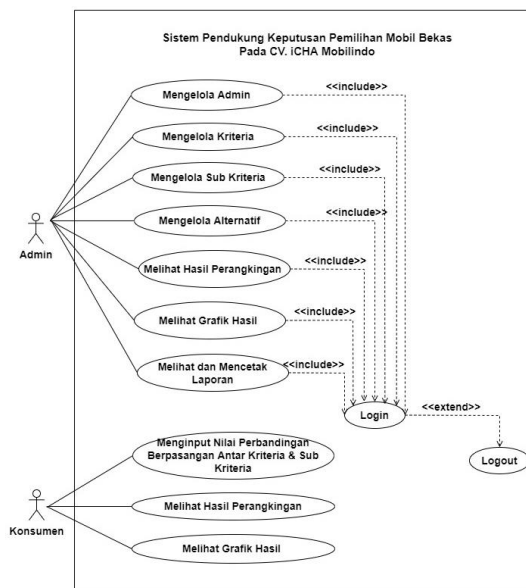 Sistem Pendukung Keputusan Pemilihan Mobil Bekas
Pada CV. iCHA Mobilindo
Mengelola Admin
<<include>>
Mengelola Kriteria
<<include>>
Mengelola Sub Kriteria
<<include>>
Mengelola Alternatif
<<include>>
Admin
Melihat Hasil Perangkingan
<<include>>
Melihat Grafik Hasil
<<include>>
Melihat dan Mencetak
Laporan
<<include>>
Login
<<extend>>
Logout
Menginput Nilai Perbandingan
Berpasangan Antar Kriteria & Sub
Kriteria
Melihat Hasil Perangkingan
Konsumen
Melihat Grafik Hasil